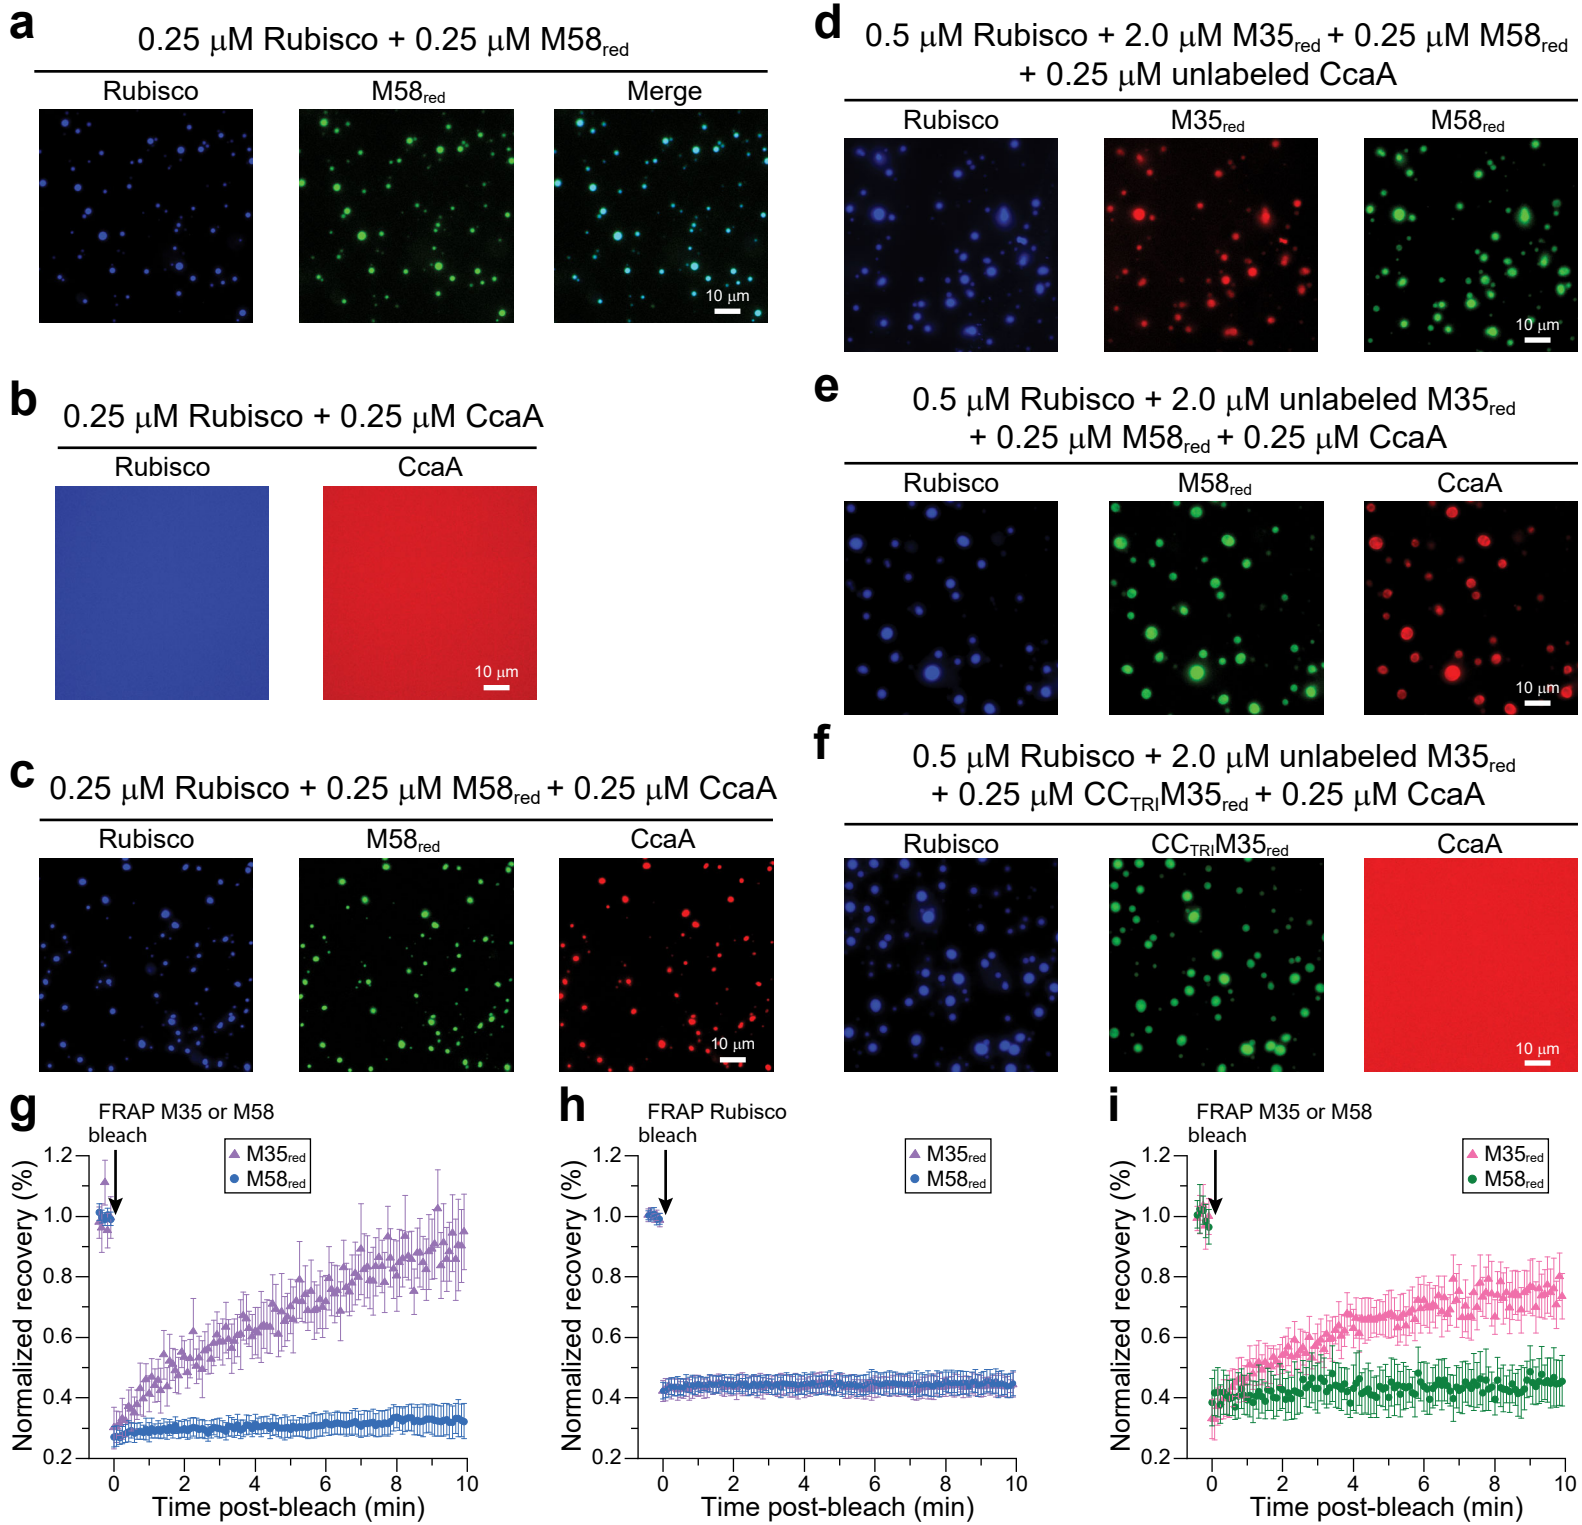 a
0.25 μM Rubisco + 0.25 μM M58red
Rubisco M58red Merge
10 μm
b
0.25 μM Rubisco + 0.25 μM CcaA
Rubisco CcaA
10 μm
c
0.25 μM Rubisco + 0.25 μM M58red + 0.25 μM CcaA
Rubisco M58red CcaA
10 μm
d
0.5 μM Rubisco + 2.0 μM M35red + 0.25 μM M58red
+ 0.25 μM unlabeled CcaA
Rubisco M35red M58red
10 μm
e
0.5 μM Rubisco + 2.0 μM unlabeled M35red
+ 0.25 μM M58red + 0.25 μM CcaA
Rubisco M58red CcaA
10 μm
f
0.5 μM Rubisco + 2.0 μM unlabeled M35red
+ 0.25 μM CCTRIM35red + 0.25 μM CcaA
Rubisco CCTRIM35red CcaA
10 μm
g
FRAP M35 or M58
bleach
M35red
M58red
Normalized recovery (%)
1.2
1.0
0.8
0.6
0.4
0.2
0 2 4 6 8 10
Time post-bleach (min)
h
FRAP Rubisco
bleach
M35red
M58red
Normalized recovery (%)
1.2
1.0
0.8
0.6
0.4
0.2
0 2 4 6 8 10
Time post-bleach (min)
i
FRAP M35 or M58
bleach
M35red
M58red
Normalized recovery (%)
1.2
1.0
0.8
0.6
0.4
0.2
0 2 4 6 8 10
Time post-bleach (min)